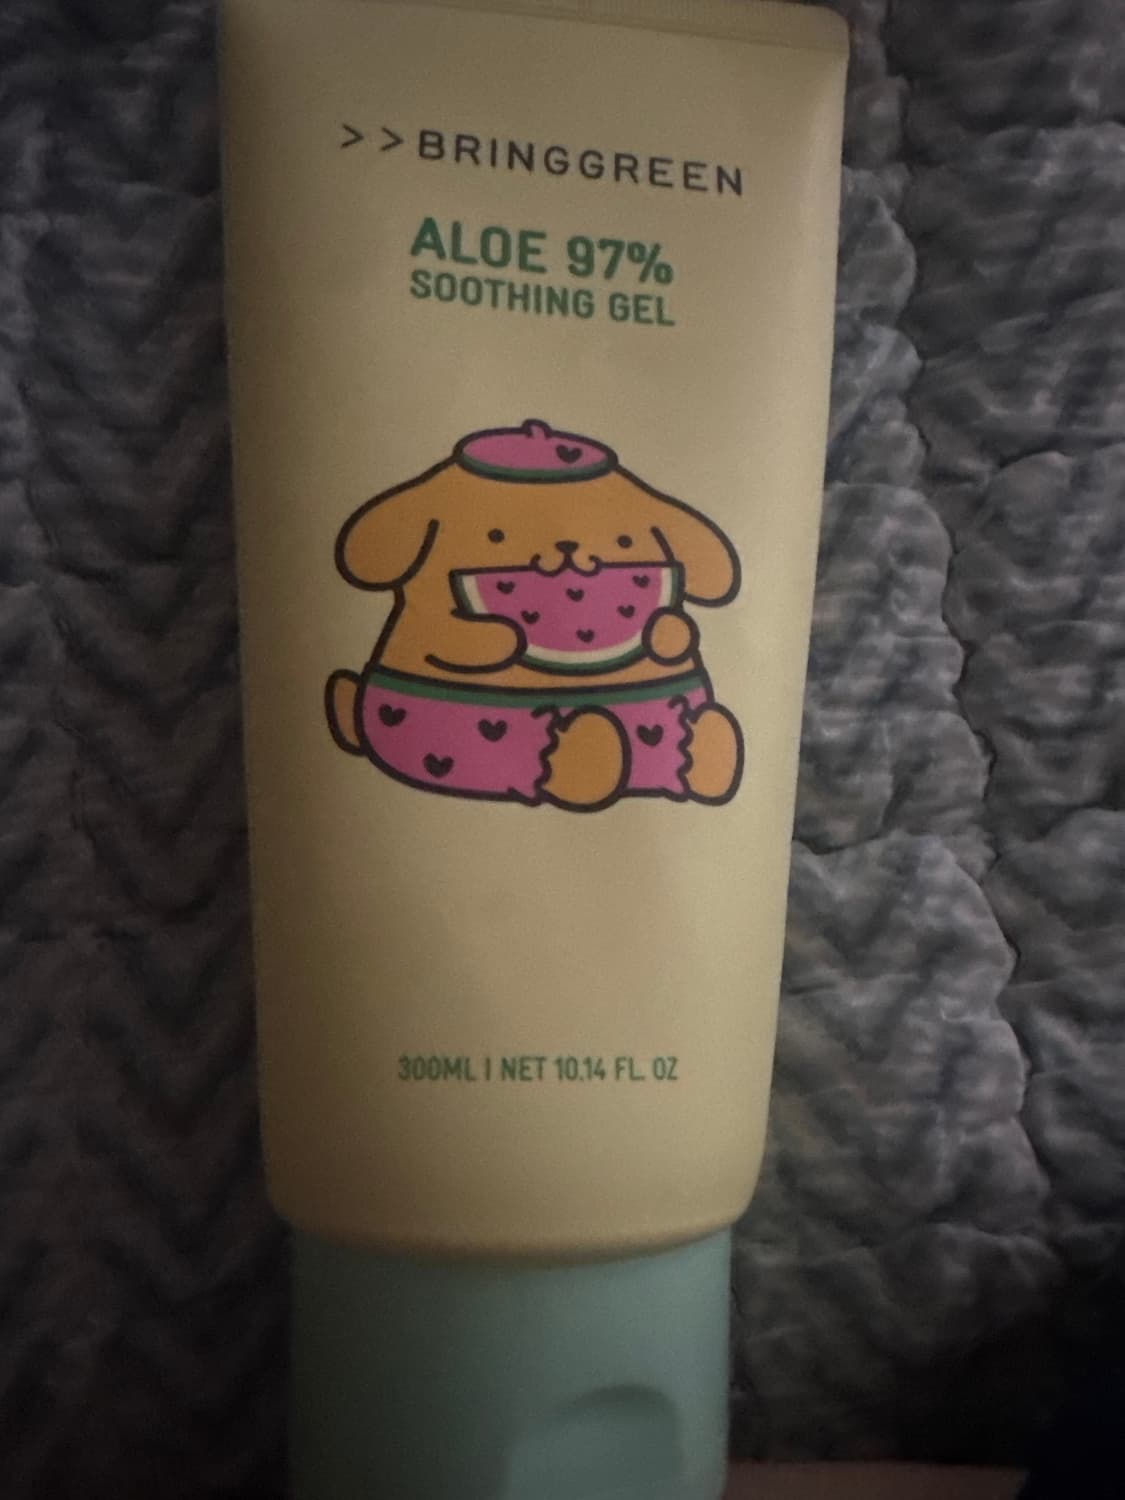 >>BRINGGREEN
ALOE 97%
SOOTHING GEL
300ML | NET 10.14 FL. OZ